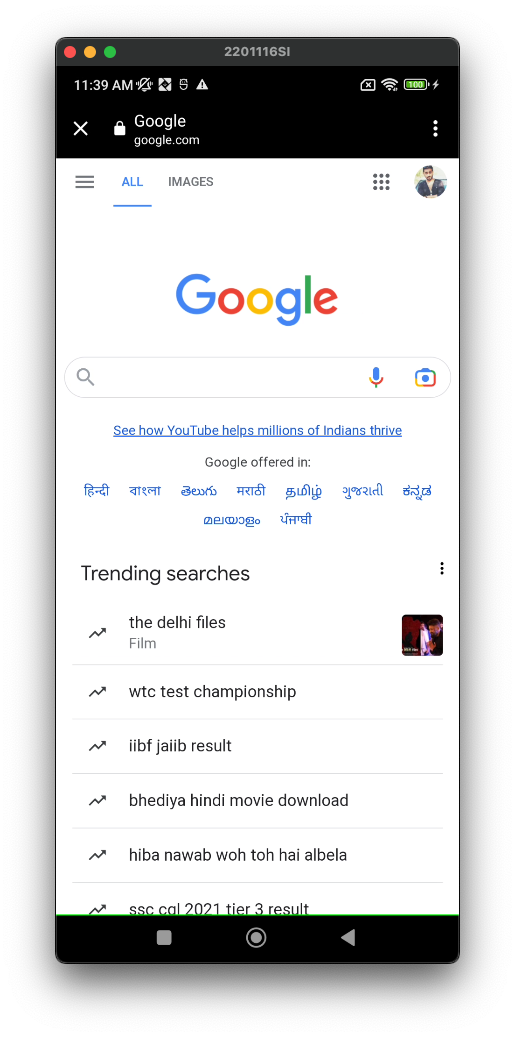 2201116SI
11:39 AM
100
Google
google.com
ALL IMAGES
Google
See how YouTube helps millions of Indians thrive
Google offered in:
हिन्दी বাংলা తెలుగు मराठी தமிழ் ગુજરાતી ಕನ್ನಡ
മലയാളം ਪੰਜਾਬੀ
Trending searches
the delhi files
Film
wtc test championship
iibf jaiib result
bhediya hindi movie download
hiba nawab woh toh hai albela
ssc cgl 2021 tier 3 result